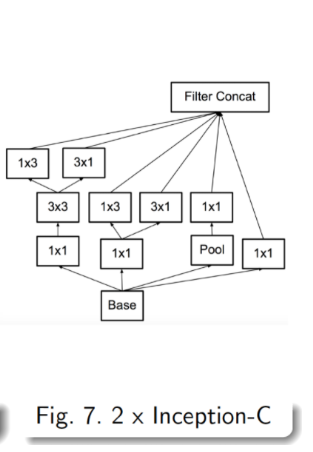 Filter Concat
1x3 3x1
3x3 1x3 3x1 1x1
1x1 1x1 Pool 1x1
Base
Fig. 7. 2 x Inception-C